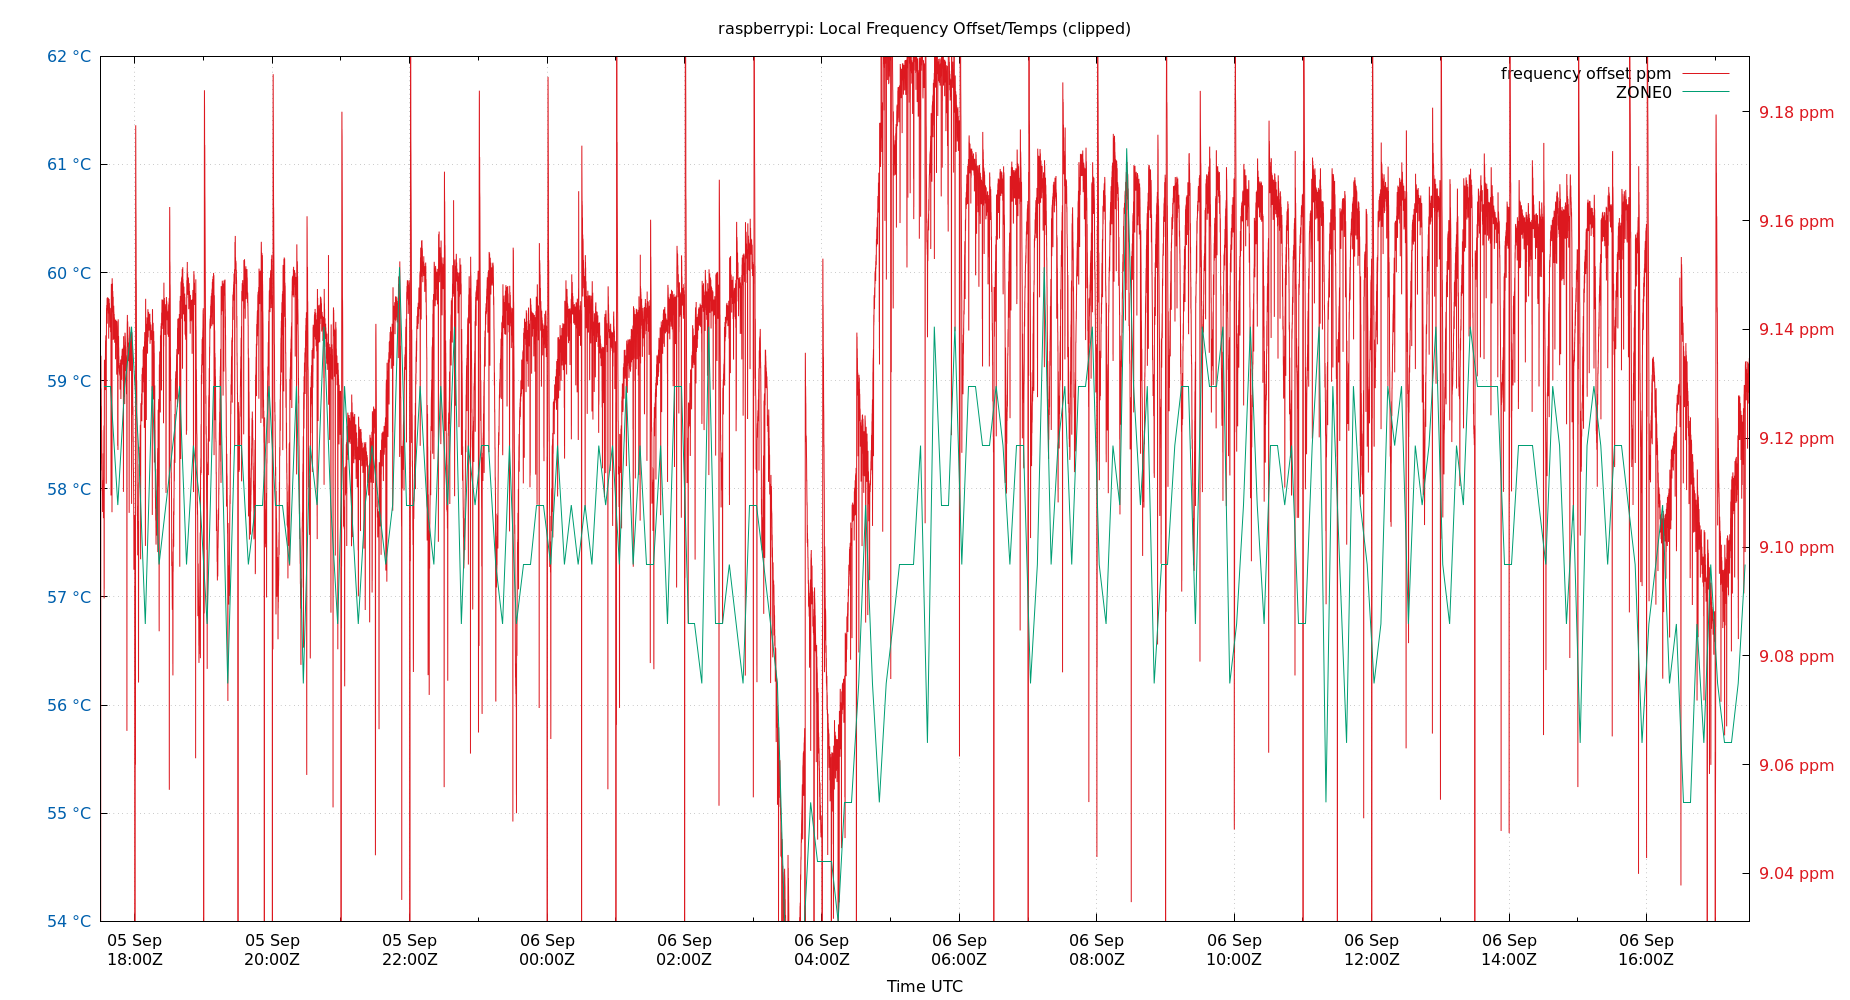 raspberrypi: Local Frequency Offset/Temps (clipped)
frequency offset ppm
ZONE0
62 °C
61 °C
60 °C
59 °C
58 °C
57 °C
56 °C
55 °C
54 °C
9.18 ppm
9.16 ppm
9.14 ppm
9.12 ppm
9.10 ppm
9.08 ppm
9.06 ppm
9.04 ppm
05 Sep 05 Sep 05 Sep 06 Sep 06 Sep 06 Sep 06 Sep 06 Sep 06 Sep 06 Sep 06 Sep 06 Sep
18:00Z 20:00Z 22:00Z 00:00Z 02:00Z 04:00Z 06:00Z 08:00Z 10:00Z 12:00Z 14:00Z 16:00Z
Time UTC